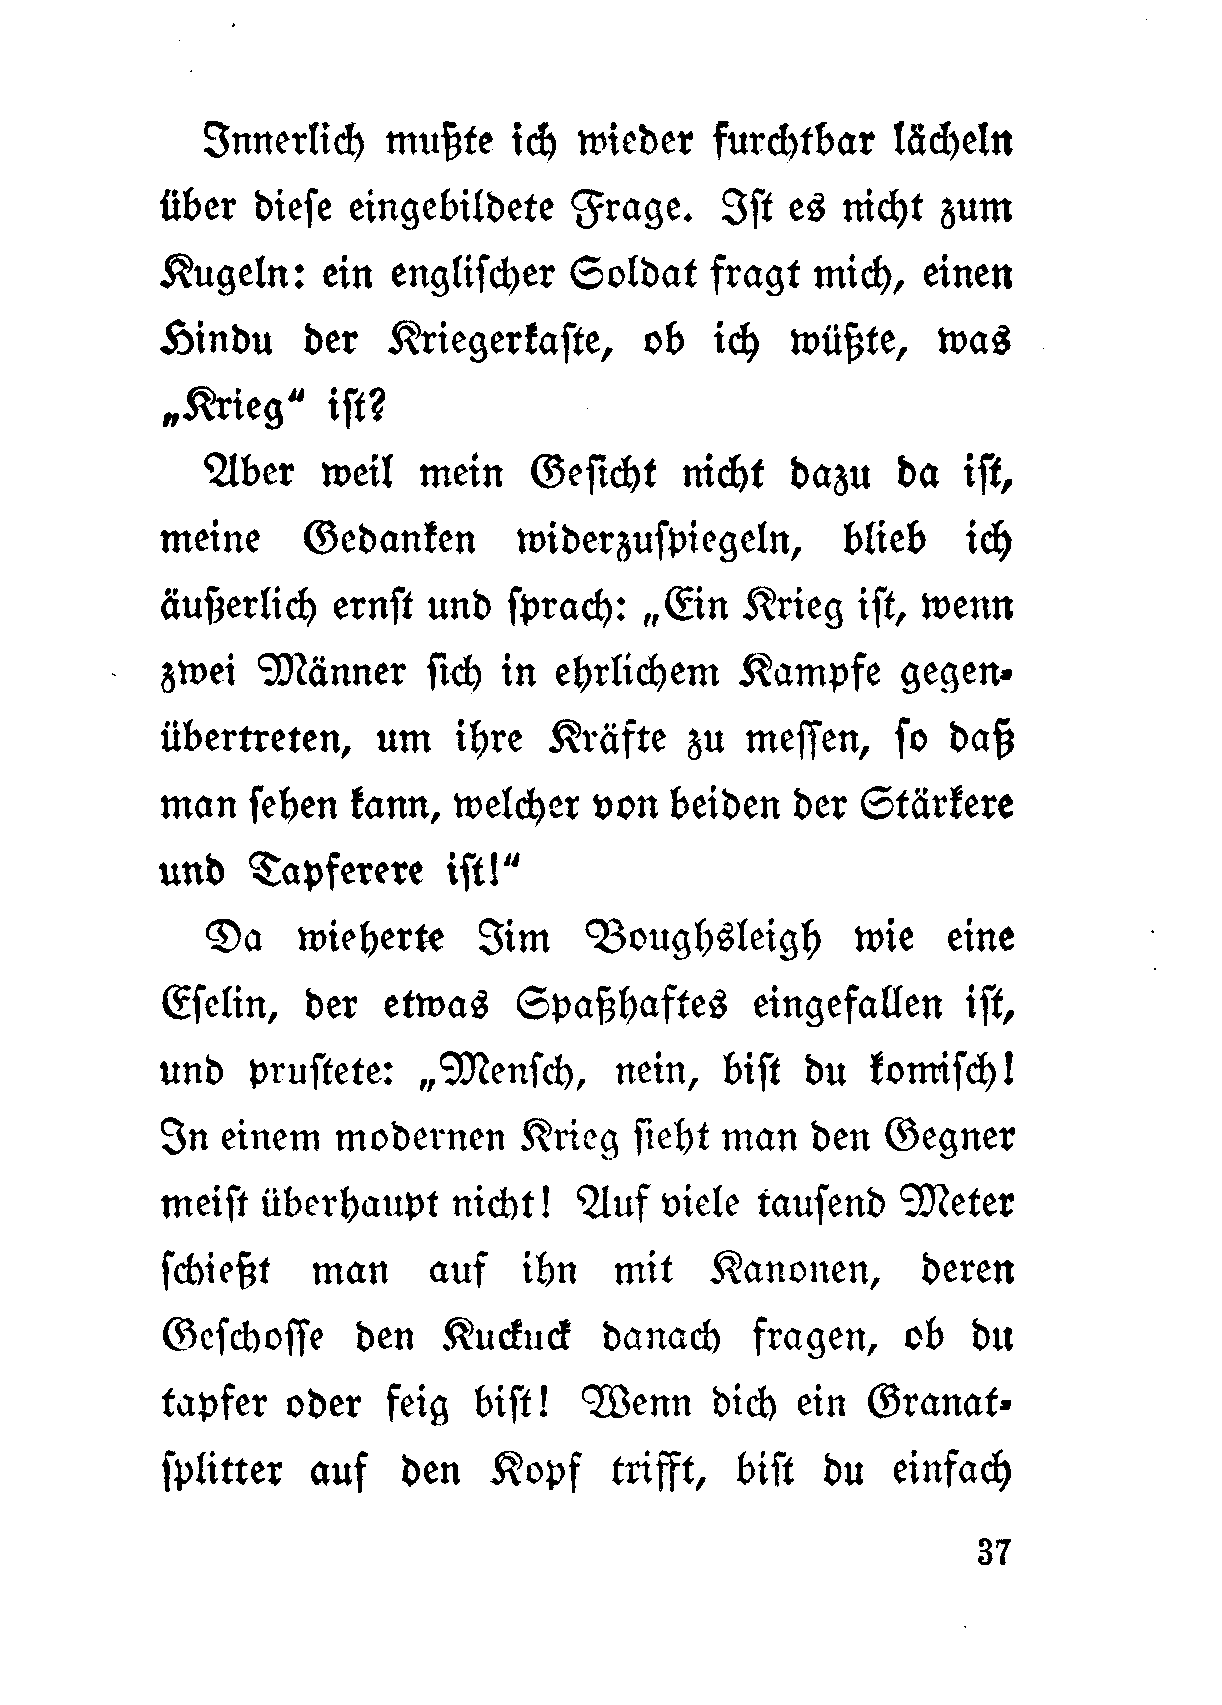 Innerlich mußte ich wieder furchtbar lächeln
über dieſe eingebildete Frage. Iſt es nicht zum
Kugeln: ein engliſcher Soldat fragt mich, einen
Hindu der Kriegerkaſte, ob ich wüßte, was
„Krieg“ iſt?
Aber weil mein Geſicht nicht dazu da iſt,
meine Gedanken widerzuſpiegeln, blieb ich
äußerlich ernſt und ſprach: „Ein Krieg iſt, wenn
zwei Männer ſich in ehrlichem Kampfe gegen-
übertreten, um ihre Kräfte zu meſſen, ſo daß
man ſehen kann, welcher von beiden der Stärkere
und Tapferere iſt!“
Da wieherte Jim Boughsleigh wie eine
Eſelin, der etwas Spaßhaftes eingefallen iſt,
und pruſtete: „Menſch, nein, biſt du komiſch!
In einem modernen Krieg ſieht man den Gegner
meiſt überhaupt nicht! Auf viele tauſend Meter
ſchießt man auf ihn mit Kanonen, deren
Geſchoſſe den Kuckuck danach fragen, ob du
tapfer oder feig biſt! Wenn dich ein Granat-
ſplitter auf den Kopf trifft, biſt du einfach
37